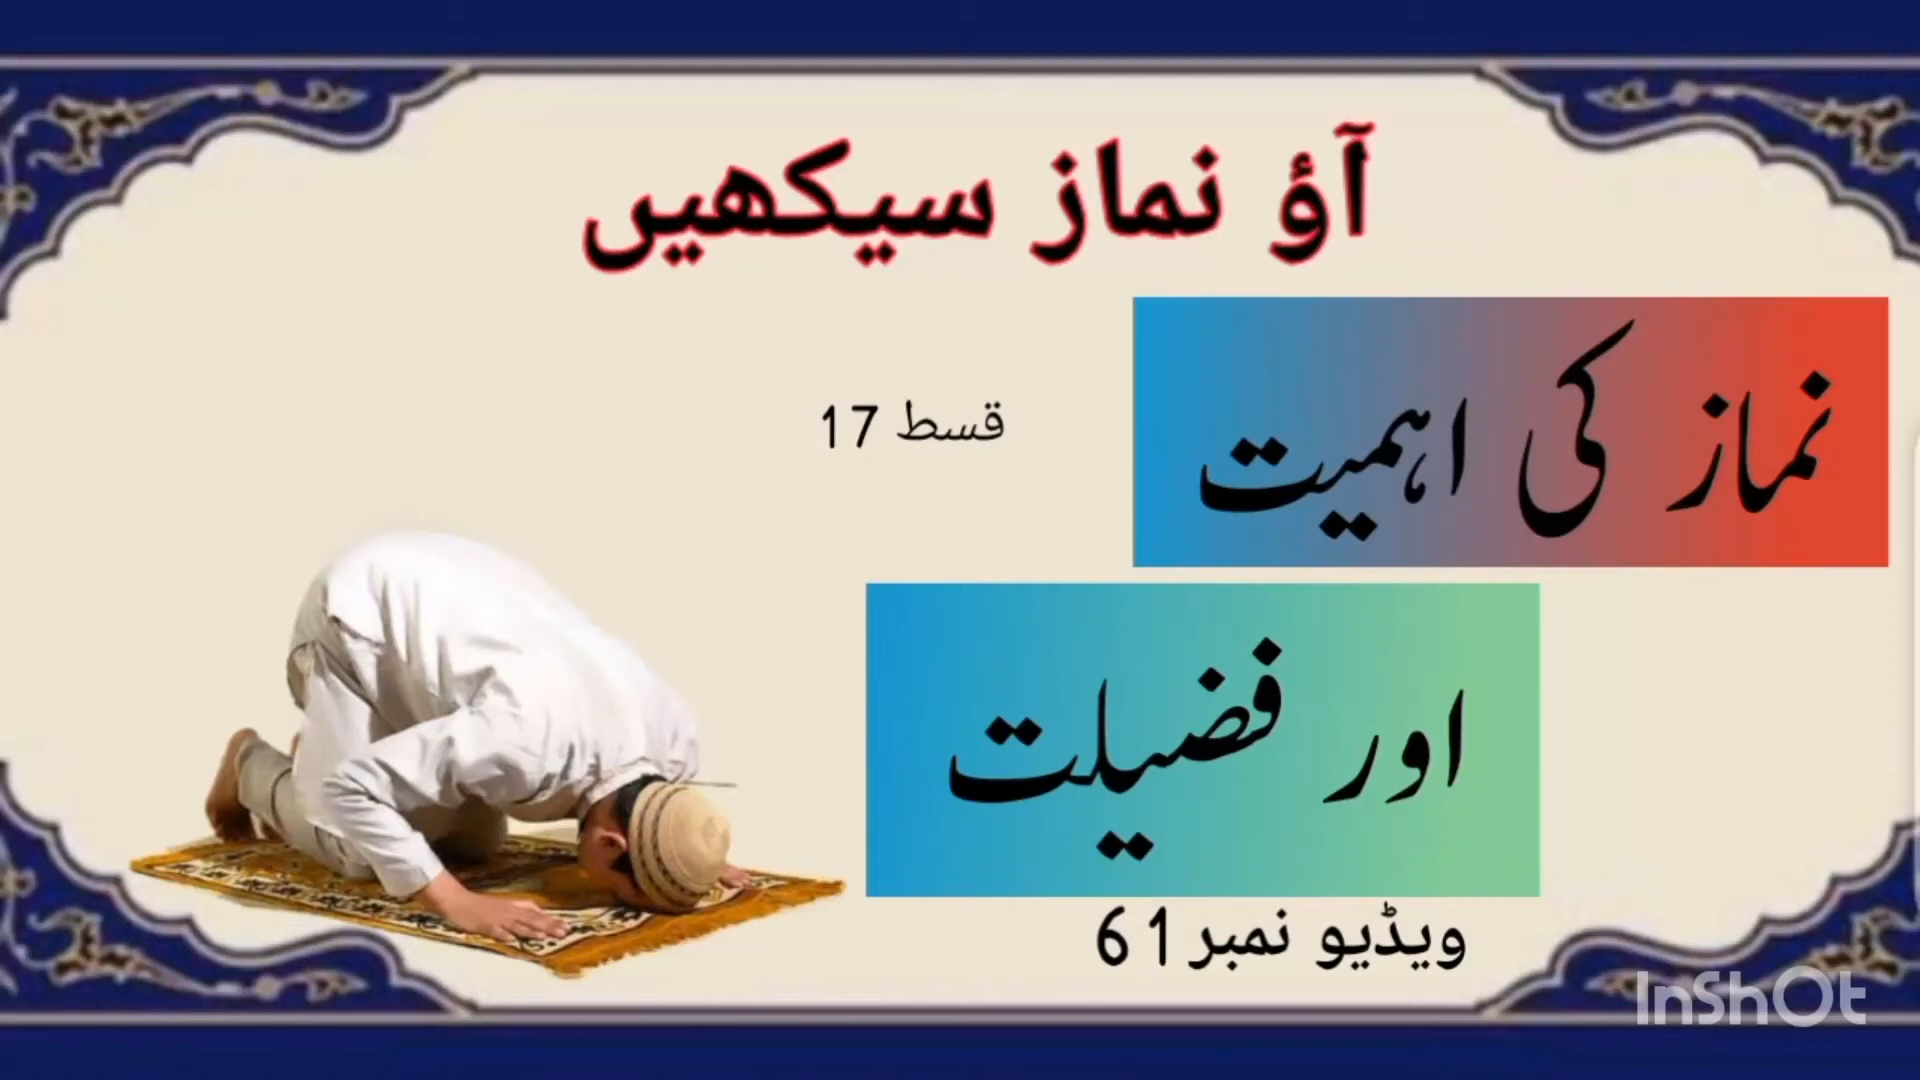 آؤ نماز سیکھیں
نماز کی اہمیت
قسط 17
اور فضیلت
ویڈیو نمبر 61
InShOt